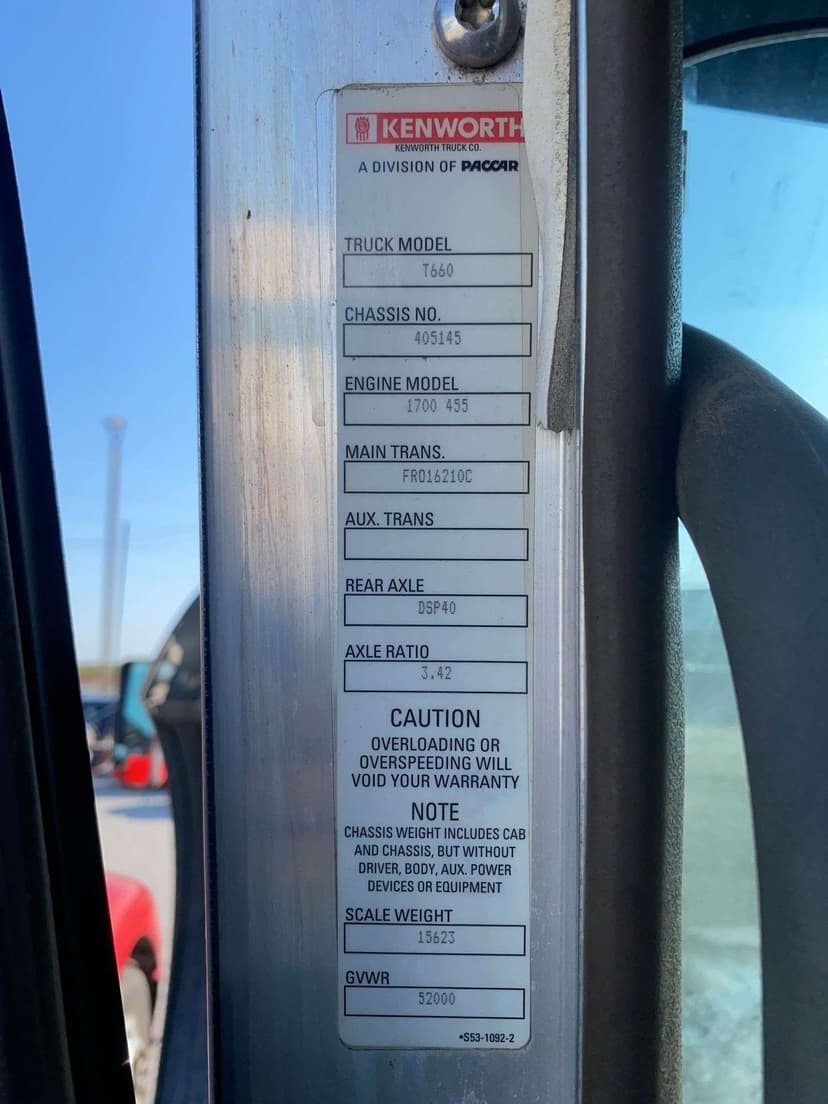 KENWORTH
KENWORTH TRUCK CO.
A DIVISION OF PACCAR
TRUCK MODEL
T660
CHASSIS NO.
405145
ENGINE MODEL
1700 455
MAIN TRANS.
FRO16210C
AUX. TRANS
REAR AXLE
DSP40
AXLE RATIO
3.42
CAUTION
OVERLOADING OR
OVERSPEEDING WILL
VOID YOUR WARRANTY
NOTE
CHASSIS WEIGHT INCLUDES CAB
AND CHASSIS, BUT WITHOUT
DRIVER, BODY, AUX. POWER
DEVICES OR EQUIPMENT
SCALE WEIGHT
15623
GVWR
52000
•S53-1092-2